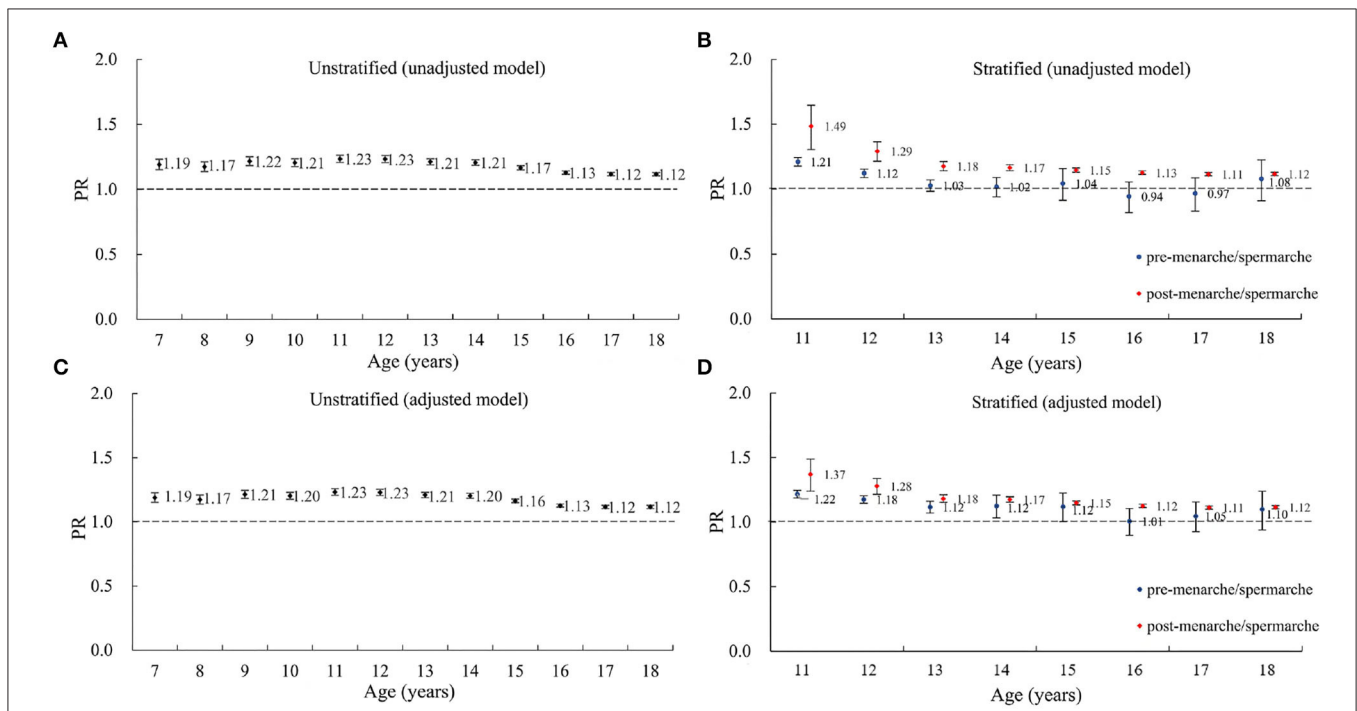 A
Unstratified (unadjusted model)
PR
2.0
1.5
1.0
0.5
0.0
1.19 1.17 1.22 1.21 1.23 1.23 1.21 1.21 1.17 1.13 1.12 1.12
7 8 9 10 11 12 13 14 15 16 17 18
Age (years)
B
Stratified (unadjusted model)
PR
2.0
1.5
1.0
0.5
0.0
1.49 1.29 1.18 1.17 1.15 1.13 1.11 1.12
1.21 1.12 1.03 1.02 1.04 0.94 0.97 1.08
pre-menarche/spermarche
post-menarche/spermarche
11 12 13 14 15 16 17 18
Age (years)
C
Unstratified (adjusted model)
PR
2.0
1.5
1.0
0.5
0.0
1.19 1.17 1.21 1.20 1.23 1.23 1.21 1.20 1.16 1.13 1.12 1.12
7 8 9 10 11 12 13 14 15 16 17 18
Age (years)
D
Stratified (adjusted model)
PR
2.0
1.5
1.0
0.5
0.0
1.37 1.28 1.18 1.17 1.15 1.12 1.11 1.12
1.22 1.18 1.12 1.12 1.12 1.01 1.05 1.10
pre-menarche/spermarche
post-menarche/spermarche
11 12 13 14 15 16 17 18
Age (years)